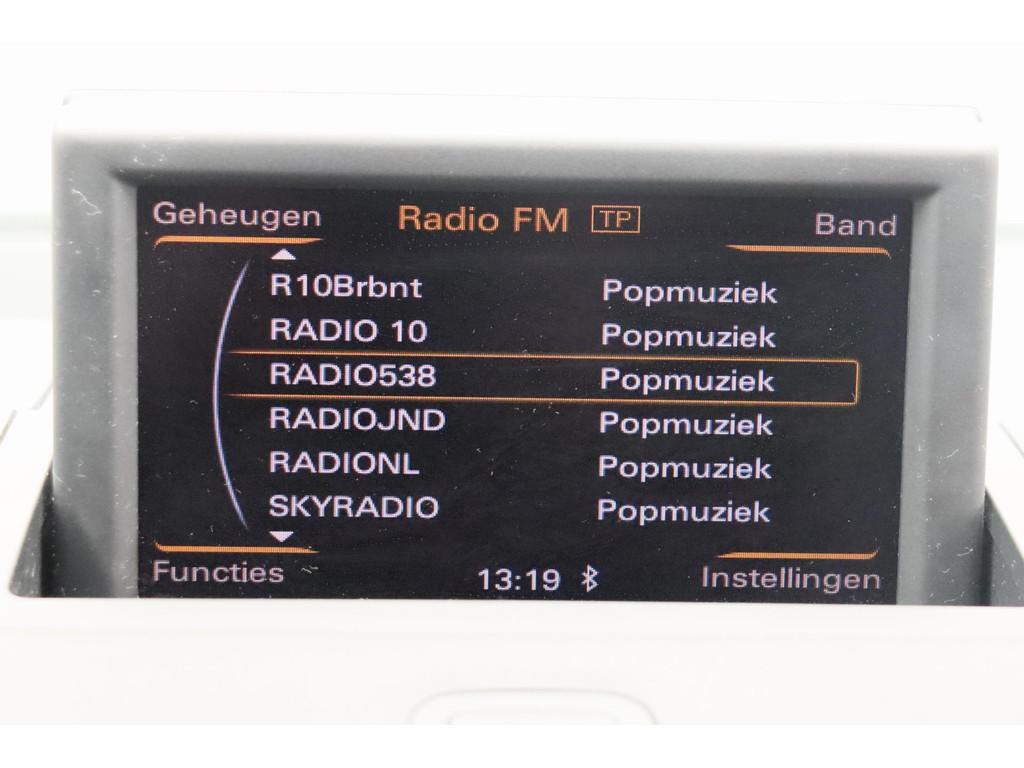 Geheugen Radio FM TP Band
R10Brbnt Popmuziek
RADIO 10 Popmuziek
RADIO538 Popmuziek
RADIOJND Popmuziek
RADIONL Popmuziek
SKYRADIO Popmuziek
Functies 13:19 Instellingen